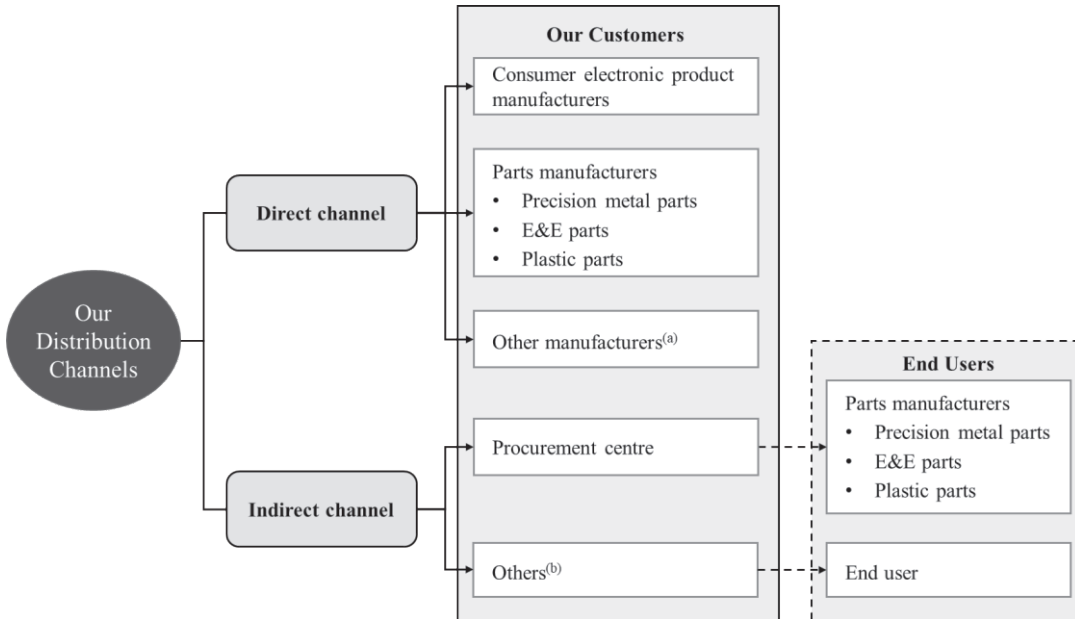 Our Customers
Consumer electronic product
manufacturers
Parts manufacturers
• Precision metal parts
• E&E parts
• Plastic parts
Direct channel
Our
Distribution
Channels
Other manufacturers(a)
End Users
Parts manufacturers
• Precision metal parts
• E&E parts
• Plastic parts
Procurement centre
Indirect channel
Others(b)
End user